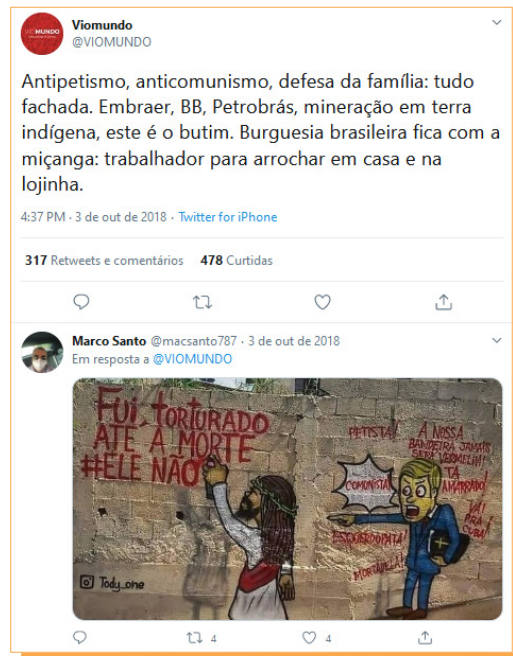 VIOMUNDO
Viomundo
@VIOMUNDO
Antipetismo, anticomunismo, defesa da família: tudo
fachada. Embraer, BB, Petrobrás, mineração em terra
indígena, este é o butim. Burguesia brasileira fica com a
miçanga: trabalhador para arrochar em casa e na
lojinha.
4:37 PM · 3 de out de 2018 · Twitter for iPhone
317 Retweets e comentários 478 Curtidas
Marco Santo @macsanto787 · 3 de out de 2018
Em resposta a @VIOMUNDO
FUi TORTURADO
ATÉ A MORTE
#ELE NÃO
PETISTA!
A NOSSA
BANDEIRA JAMAIS
SERÁ VERMELHA!
TÁ
AMARRADO!
COMUNISTA!
VAI
PRA
CUBA!
ESQUERDOPATA!
MORTADELA!
Tody_one
4 4